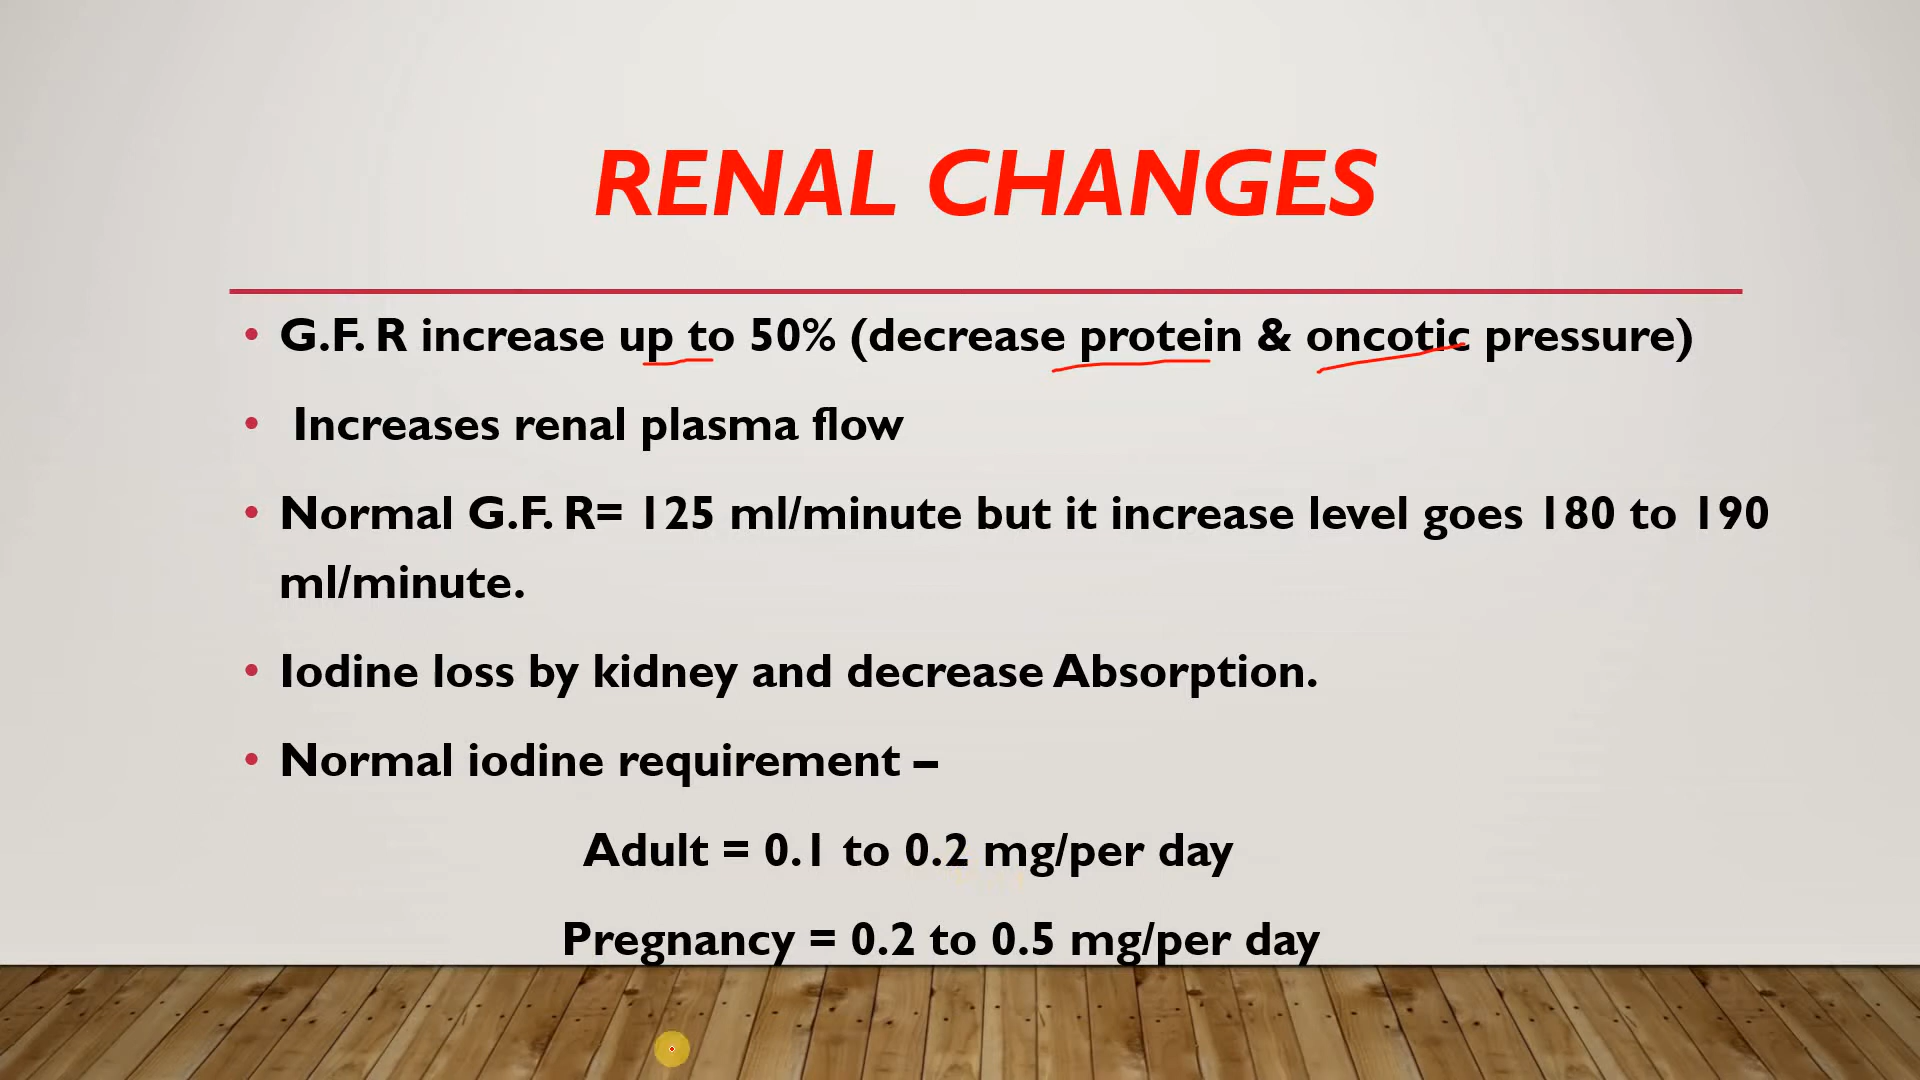 RENAL CHANGES
• G.F. R increase up to 50% (decrease protein & oncotic pressure)
• Increases renal plasma flow
• Normal G.F. R= 125 ml/minute but it increase level goes 180 to 190
ml/minute.
• Iodine loss by kidney and decrease Absorption.
• Normal iodine requirement –
Adult = 0.1 to 0.2 mg/per day
Pregnancy = 0.2 to 0.5 mg/per day